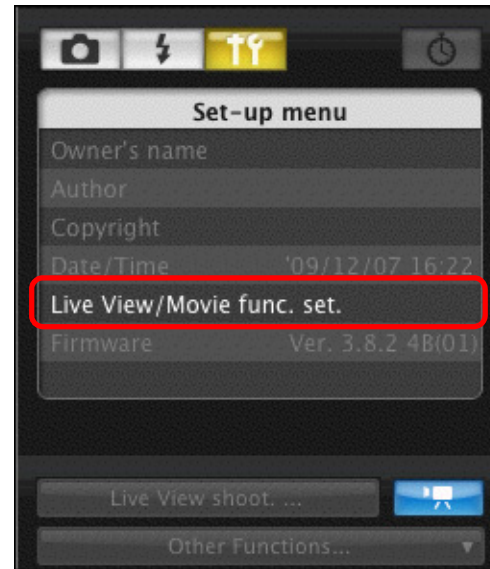 Set-up menu
Owner's name
Author
Copyright
Date/Time '09/12/07 16:22
Live View/Movie func. set.
Firmware Ver. 3.8.2 4B(01)
Live View shoot. ...
Other Functions...